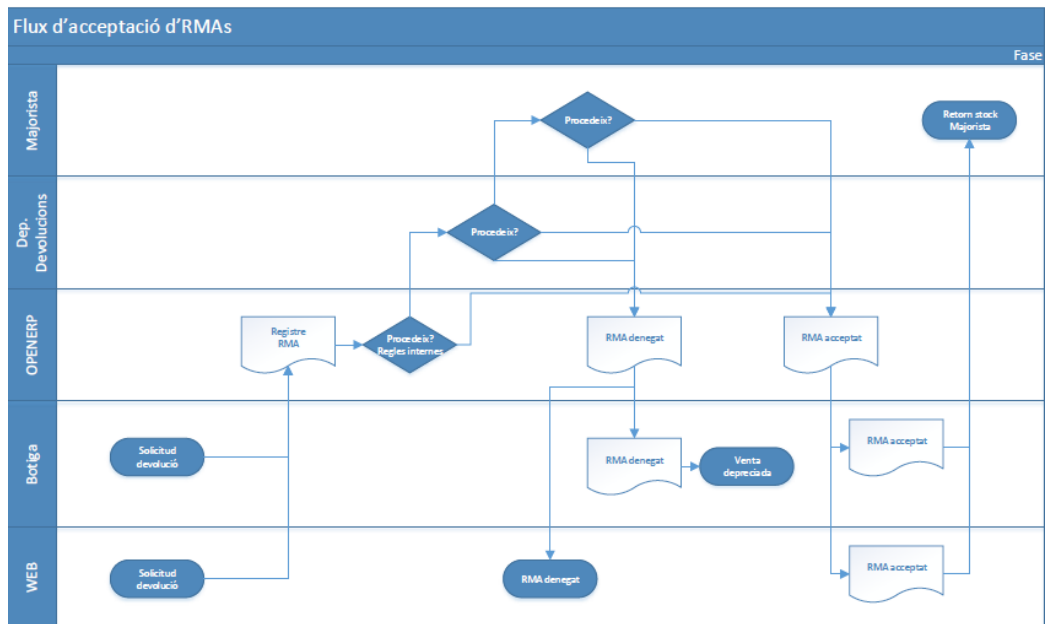 Flux d'acceptació d'RMAs
Fase
Majorista
Procedeix?
Retorn stock
Majorista
Dep.
Devolucions
Procedeix?
OPENERP
Registre
RMA
Procedeix?
Regles internes
RMA denegat
RMA acceptat
Botiga
Solicitud
devolució
RMA denegat
Venta
depreciada
RMA acceptat
WEB
Solicitud
devolució
RMA denegat
RMA acceptat